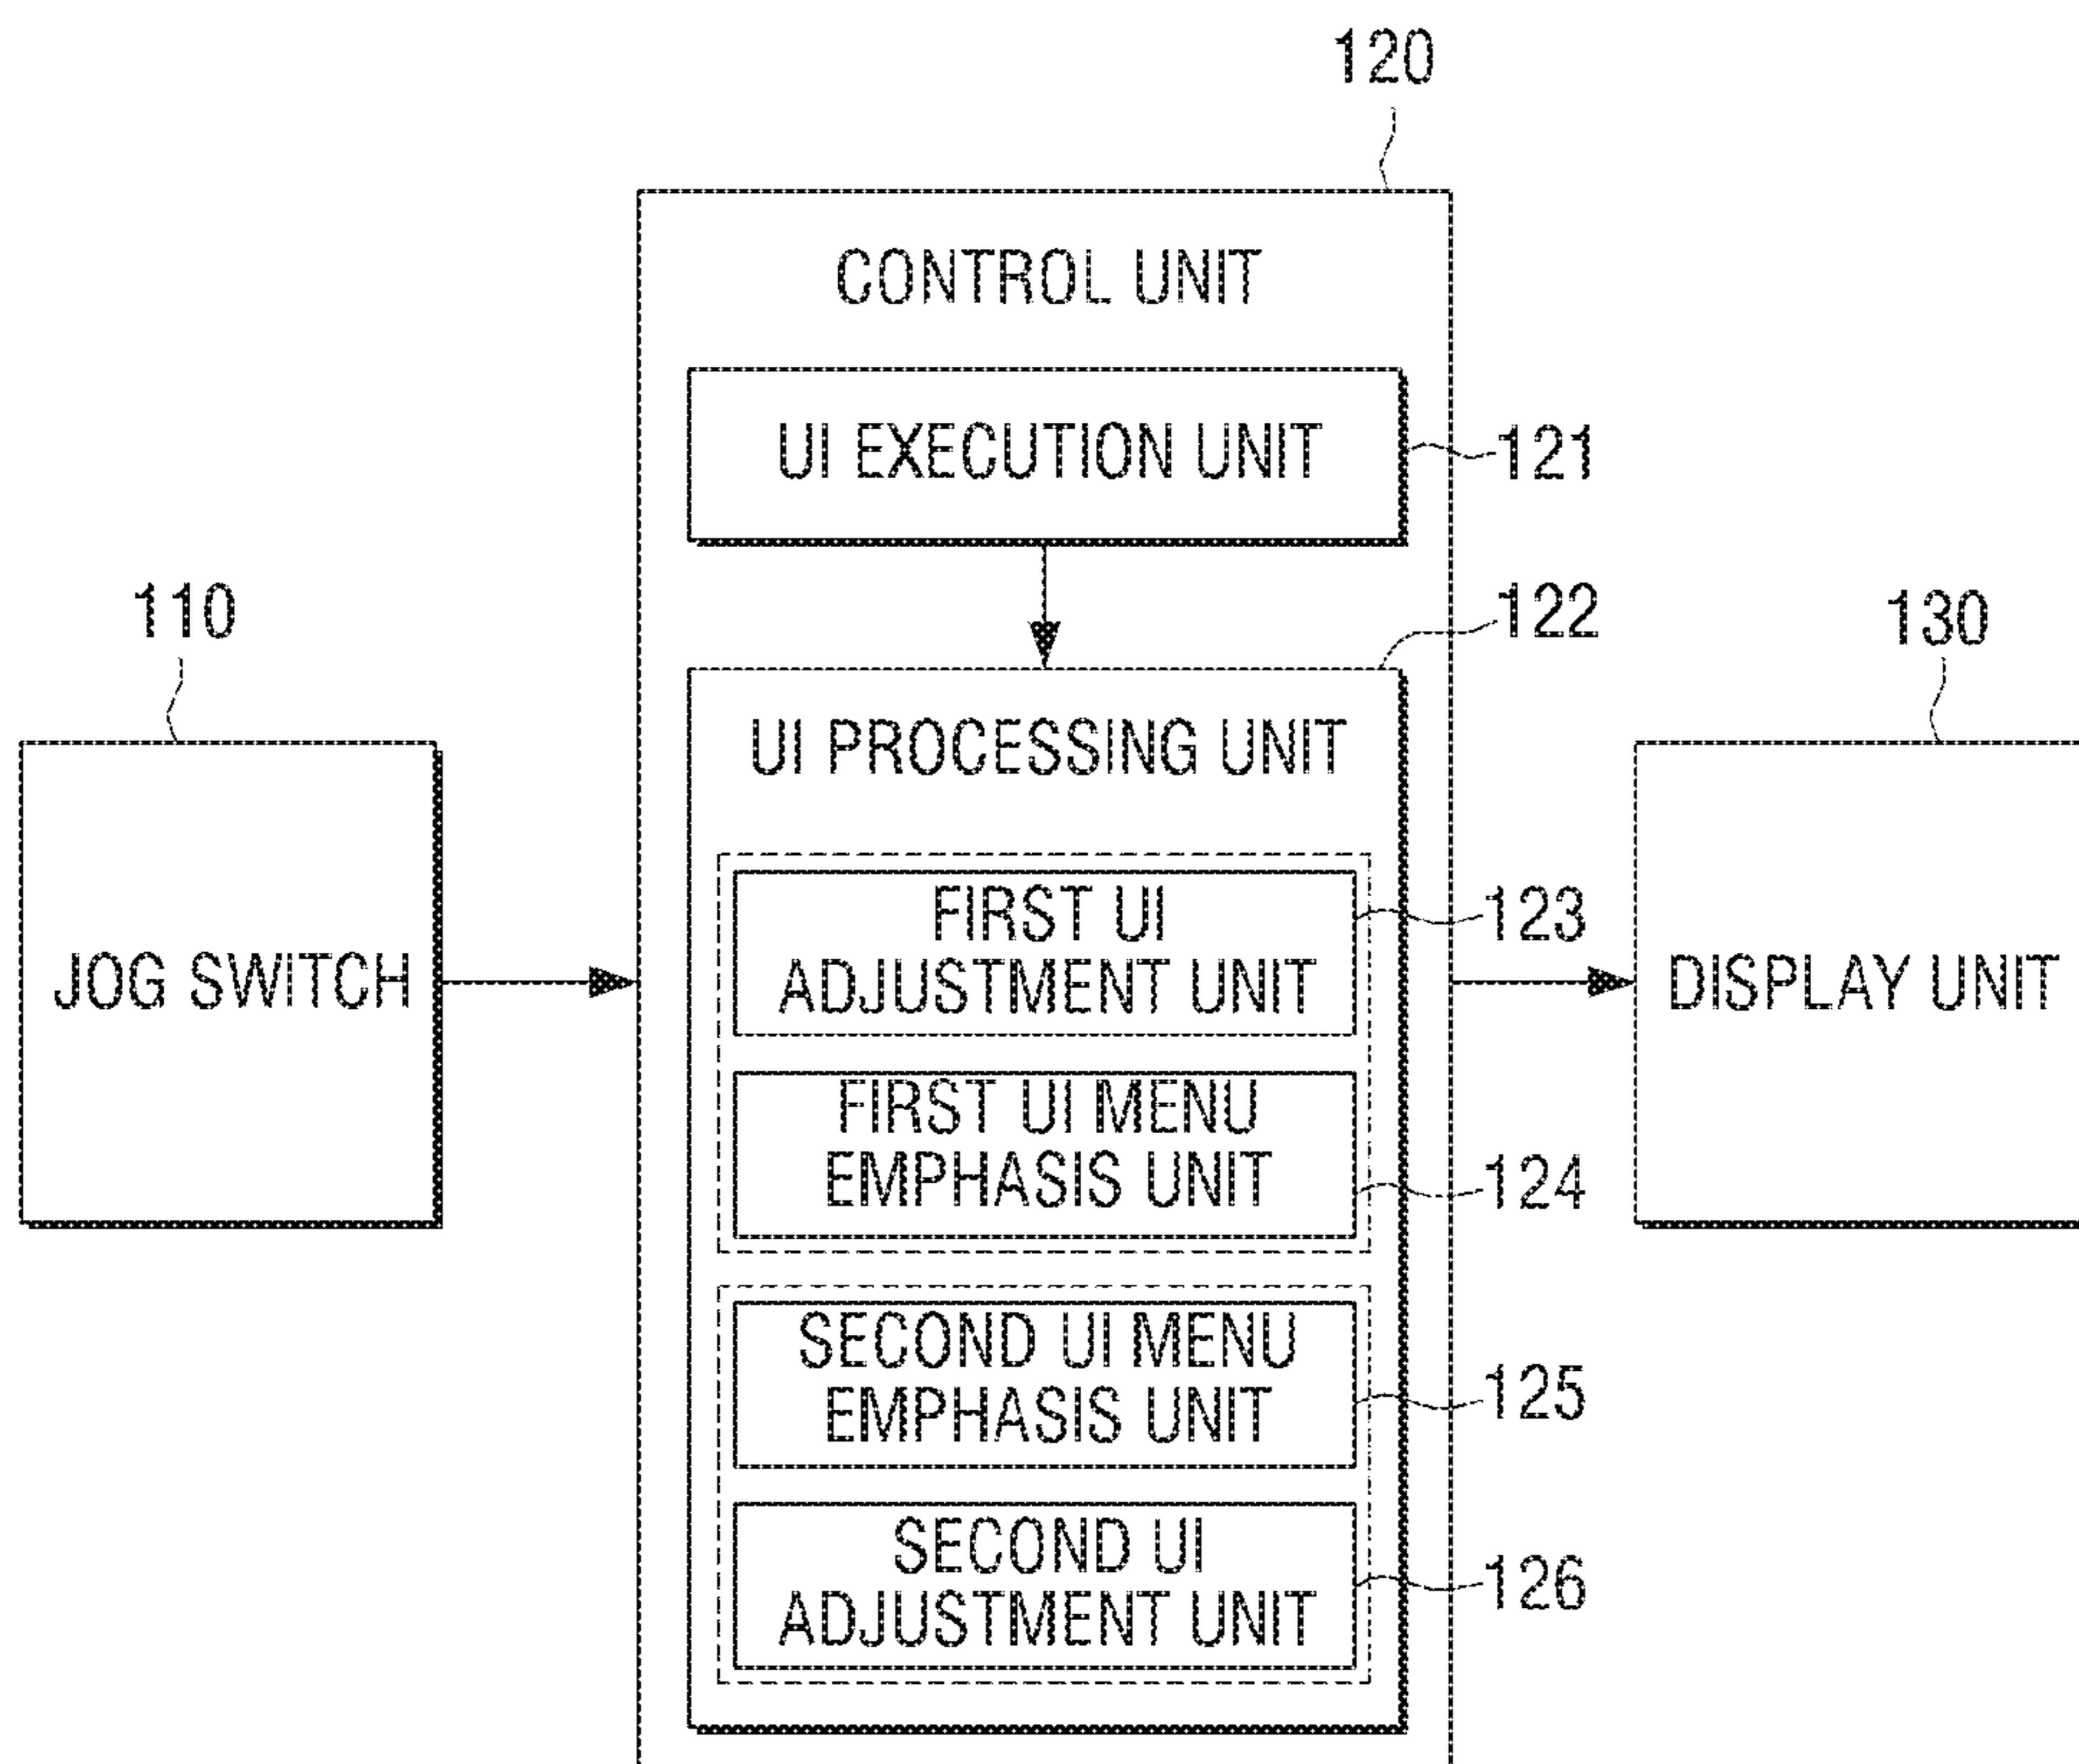 120
CONTROL UNIT
UI EXECUTION UNIT
121
110
122
130
UI PROCESSING UNIT
FIRST UI
ADJUSTMENT UNIT
123
JOG SWITCH
DISPLAY UNIT
FIRST UI MENU
EMPHASIS UNIT
124
SECOND UI MENU
EMPHASIS UNIT
125
SECOND UI
ADJUSTMENT UNIT
126